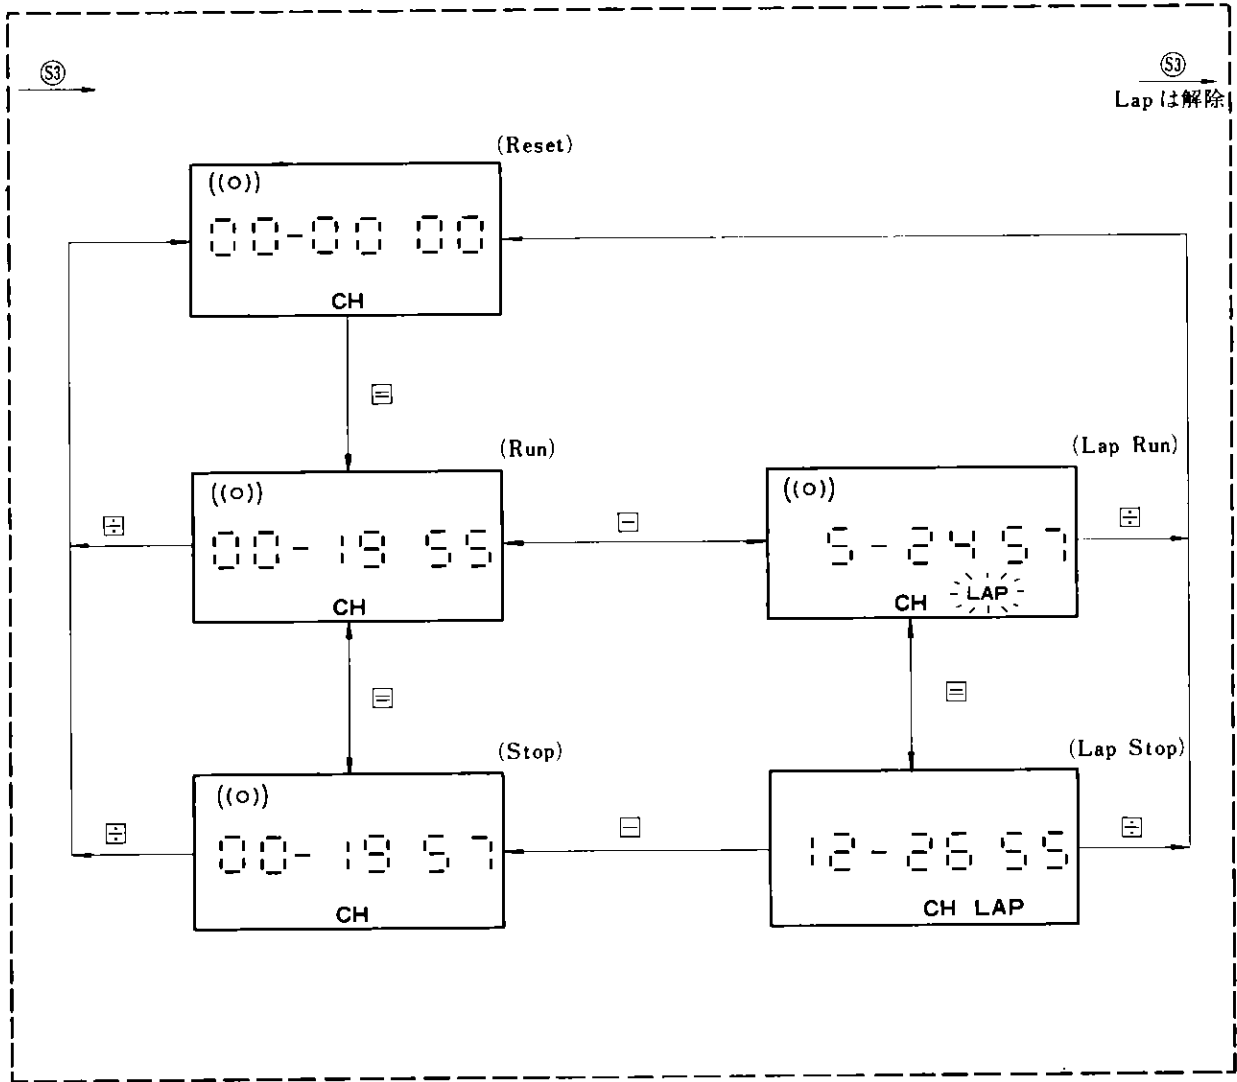 S3
S3
Lapは解除
(Reset)
((o))
00-00 00
CH
=
(Run)
((o))
00-19 55
CH
÷
−
(Lap Run)
((o))
5-24 57
CH LAP
÷
=
=
(Stop)
((o))
00-19 57
CH
÷
−
(Lap Stop)
12-26 55
CH LAP
÷